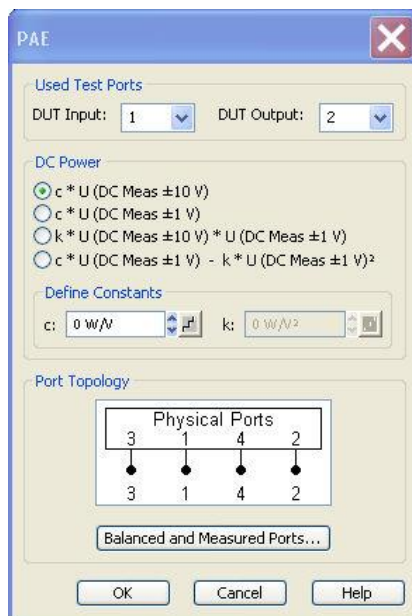 PAE
Used Test Ports
DUT Input: 1 DUT Output: 2
DC Power
c * U (DC Meas ±10 V)
c * U (DC Meas ±1 V)
k * U (DC Meas ±10 V) * U (DC Meas ±1 V)
c * U (DC Meas ±1 V) - k * U (DC Meas ±1 V)²
Define Constants
c: 0 W/V k: 0 W/V²
Port Topology
Physical Ports
3 1 4 2
3 1 4 2
Balanced and Measured Ports...
OK Cancel Help